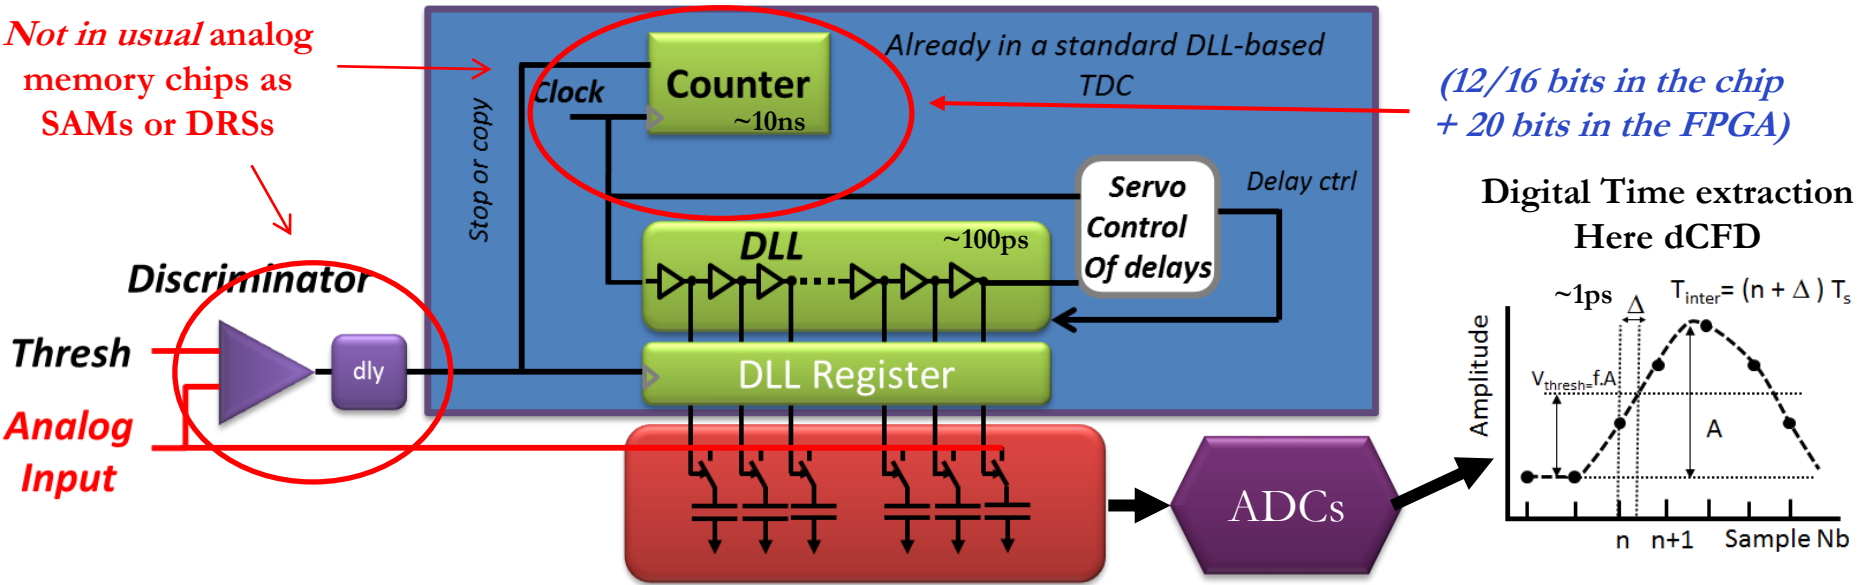 Not in usual analog
memory chips as
SAMs or DRSs
Stop or copy
Clock
Counter
~10ns
Already in a standard DLL-based
TDC
(12/16 bits in the chip
+ 20 bits in the FPGA)
Servo
Control
Of delays
Delay ctrl
DLL
~100ps
DLL Register
Discriminator
Thresh
dly
Analog
Input
ADCs
Digital Time extraction
Here dCFD
~1ps
Δ
T_inter= (n + Δ ) T_s
Amplitude
V_thresh=f.A
A
n
n+1
Sample Nb